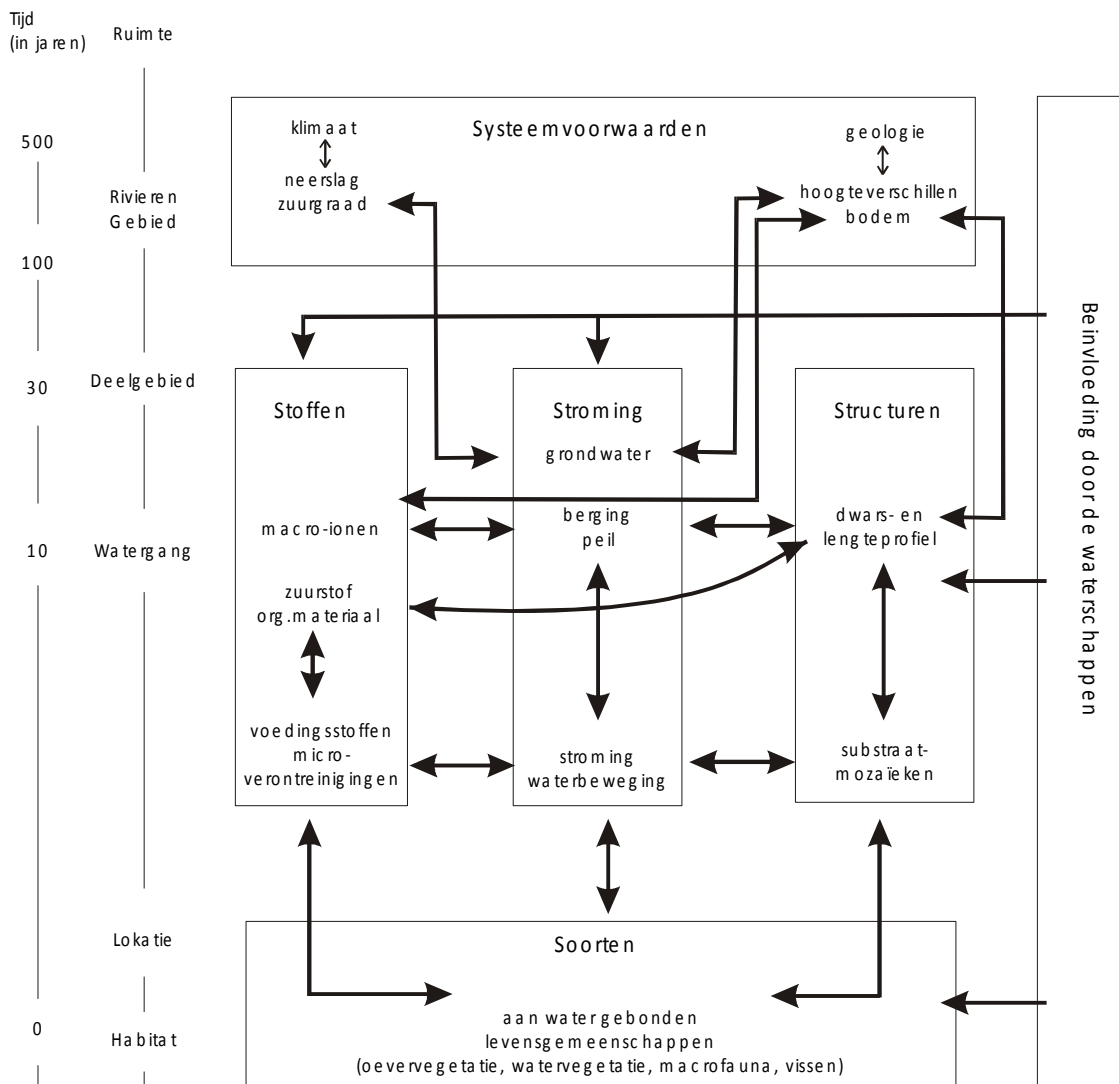 Tijd
(in jaren)
Ruimte
500
Rivieren
Gebied
100
30
Deelgebied
10
Watergang
Lokatie
0
Habitat
Systeemvoorwaarden
klimaat
neerslag
zuurgraad
geologie
hoogteverschillen
bodem
Stoffen
macro-ionen
zuurstof
org.materiaal
voedingsstoffen
micro-
verontreinigingen
Stroming
grondwater
berging
peil
stroming
waterbeweging
Structuren
dwars- en
lengteprofiel
substraat-
mozaïeken
Soorten
aan water gebonden
levensgemeenschappen
(oevervegetatie, watervegetatie, macrofauna, vissen)
Beinvloeding door de waterschappen